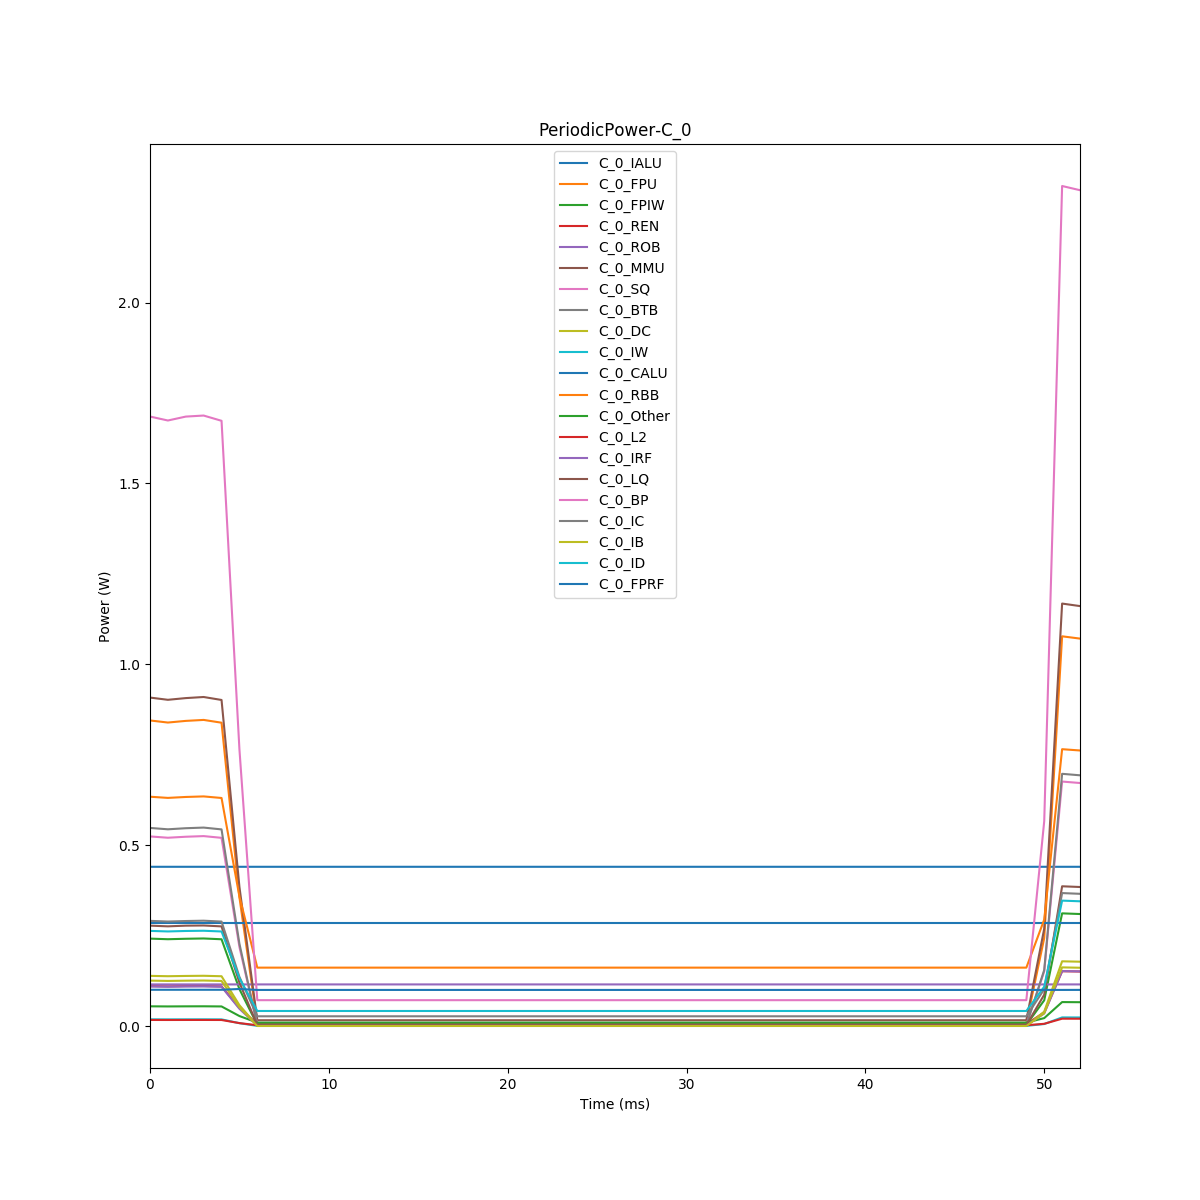 PeriodicPower-C_0
C_0_IALU
C_0_FPU
C_0_FPIW
C_0_REN
C_0_ROB
C_0_MMU
C_0_SQ
C_0_BTB
C_0_DC
C_0_IW
C_0_CALU
C_0_RBB
C_0_Other
C_0_L2
C_0_IRF
C_0_LQ
C_0_BP
C_0_IC
C_0_IB
C_0_ID
C_0_FPRF
2.0
1.5
1.0
0.5
0.0
Power (W)
0 10 20 30 40 50
Time (ms)